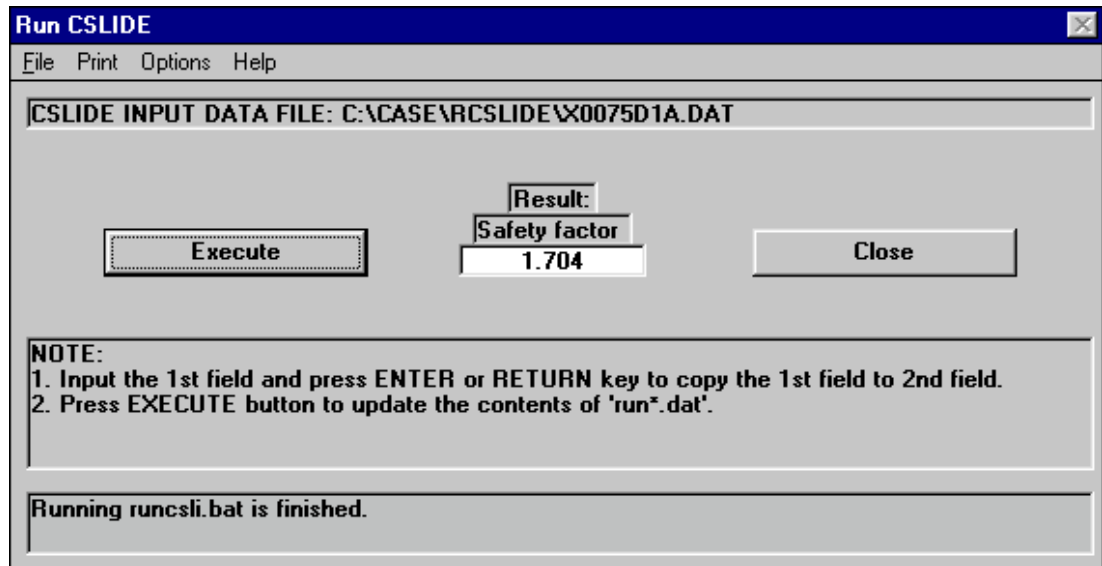 Run CSLIDE
File Print Options Help
CSLIDE INPUT DATA FILE: C:\CASE\RCSLIDE\X0075D1A.DAT
Result:
Safety factor
Execute
1.704
Close
NOTE:
1. Input the 1st field and press ENTER or RETURN key to copy the 1st field to 2nd field.
2. Press EXECUTE button to update the contents of 'run*.dat'.
Running runcsli.bat is finished.